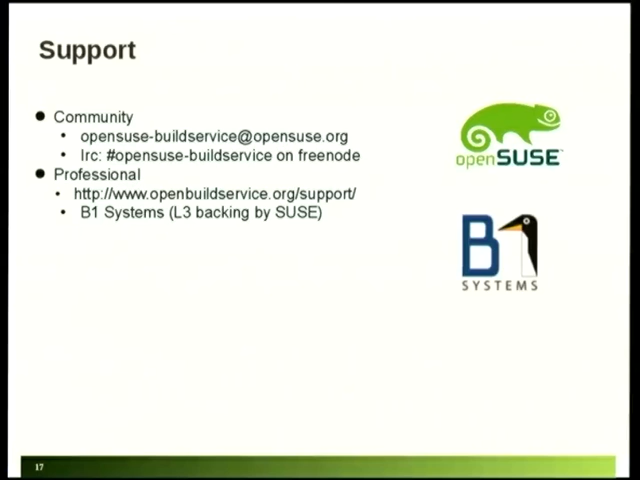 Support
Community
opensuse-buildservice@opensuse.org
Irc: #opensuse-buildservice on freenode
Professional
http://www.openbuildservice.org/support/
B1 Systems (L3 backing by SUSE)
openSUSE
B1
SYSTEMS
17